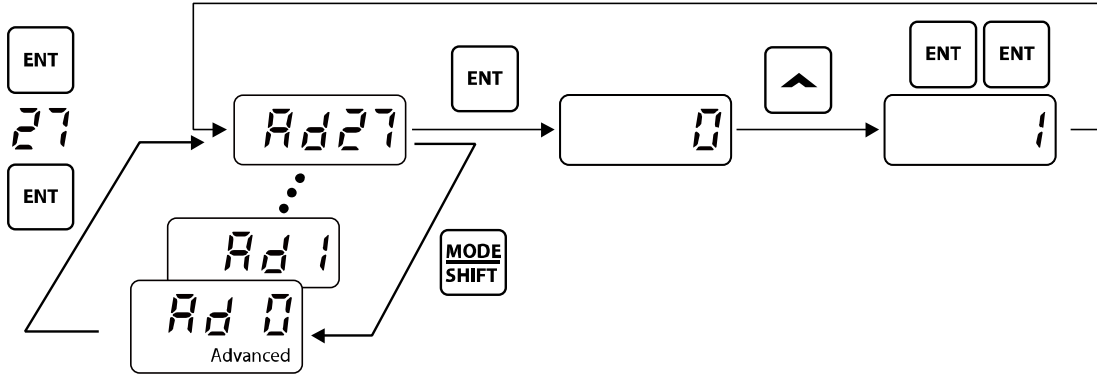 ENT
27
ENT
Ad27
ENT
0
ENT ENT
1
Ad 1
Ad 0
Advanced
MODE
SHIFT